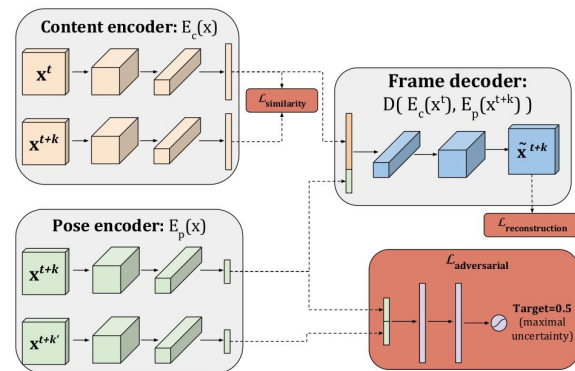 Content encoder: E_c(x)
x^t
x^{t+k}
𝓛_similarity
Frame decoder:
D( E_c(x^t), E_p(x^{t+k}) )
x̃^{t+k}
𝓛_reconstruction
Pose encoder: E_p(x)
x^{t+k}
x^{t+k'}
𝓛_adversarial
Target=0.5
(maximal
uncertainty)